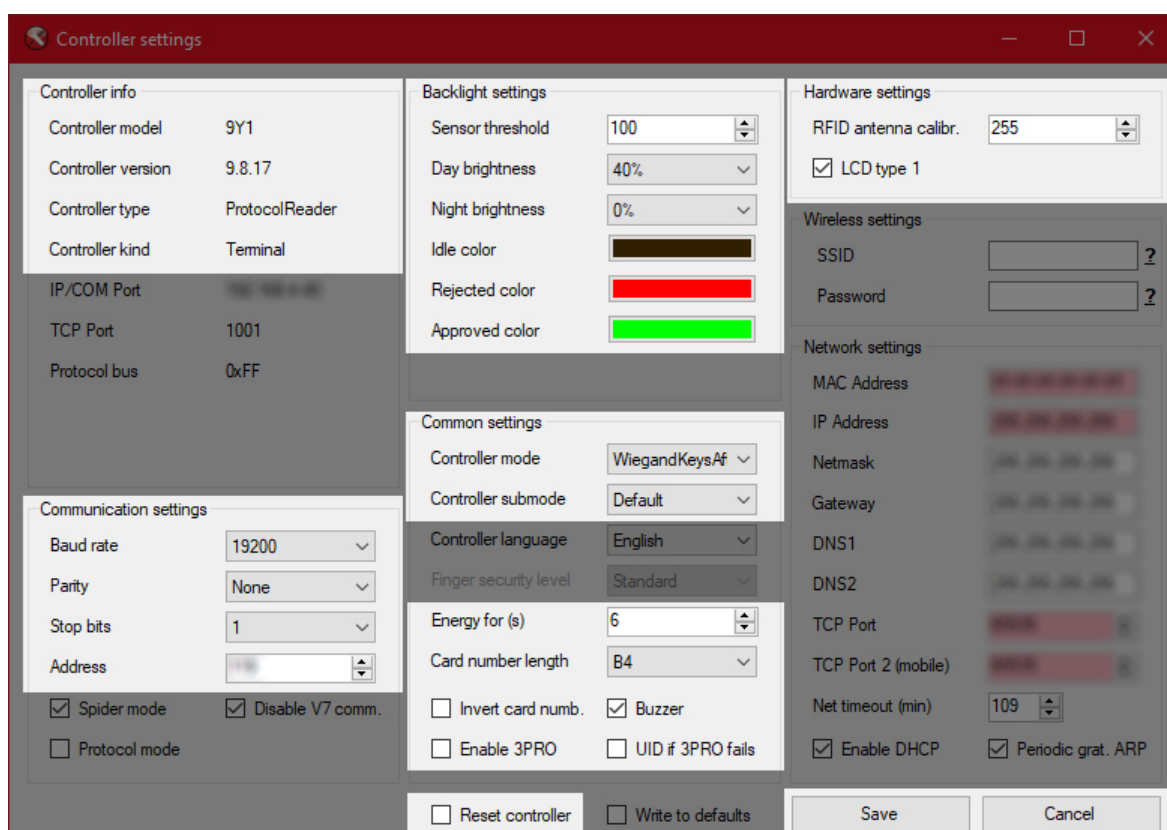 Controller settings
Controller info
Controller model 9Y1
Controller version 9.8.17
Controller type ProtocolReader
Controller kind Terminal
IP/COM Port
TCP Port 1001
Protocol bus 0xFF
Communication settings
Baud rate 19200
Parity None
Stop bits 1
Address
Spider mode Disable V7 comm.
Protocol mode
Backlight settings
Sensor threshold 100
Day brightness 40%
Night brightness 0%
Idle color
Rejected color
Approved color
Common settings
Controller mode WiegandKeysAf
Controller submode Default
Controller language English
Finger security level Standard
Energy for (s) 6
Card number length B4
Invert card numb. Buzzer
Enable 3PRO UID if 3PRO fails
Reset controller Write to defaults
Hardware settings
RFID antenna calibr. 255
LCD type 1
Wireless settings
SSID ?
Password ?
Network settings
MAC Address
IP Address
Netmask
Gateway
DNS1
DNS2
TCP Port
TCP Port 2 (mobile)
Net timeout (min) 109
Enable DHCP Periodic grat. ARP
Save Cancel